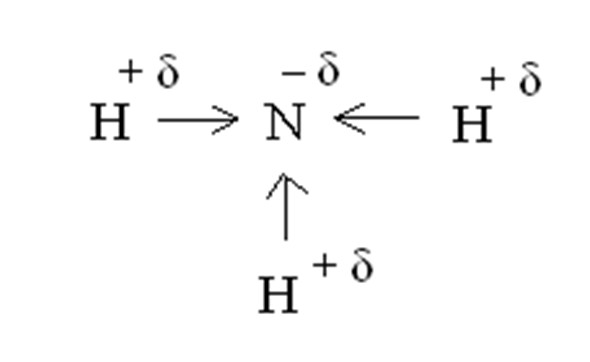 + δ − δ + δ
H → N ← H
↑
H + δ